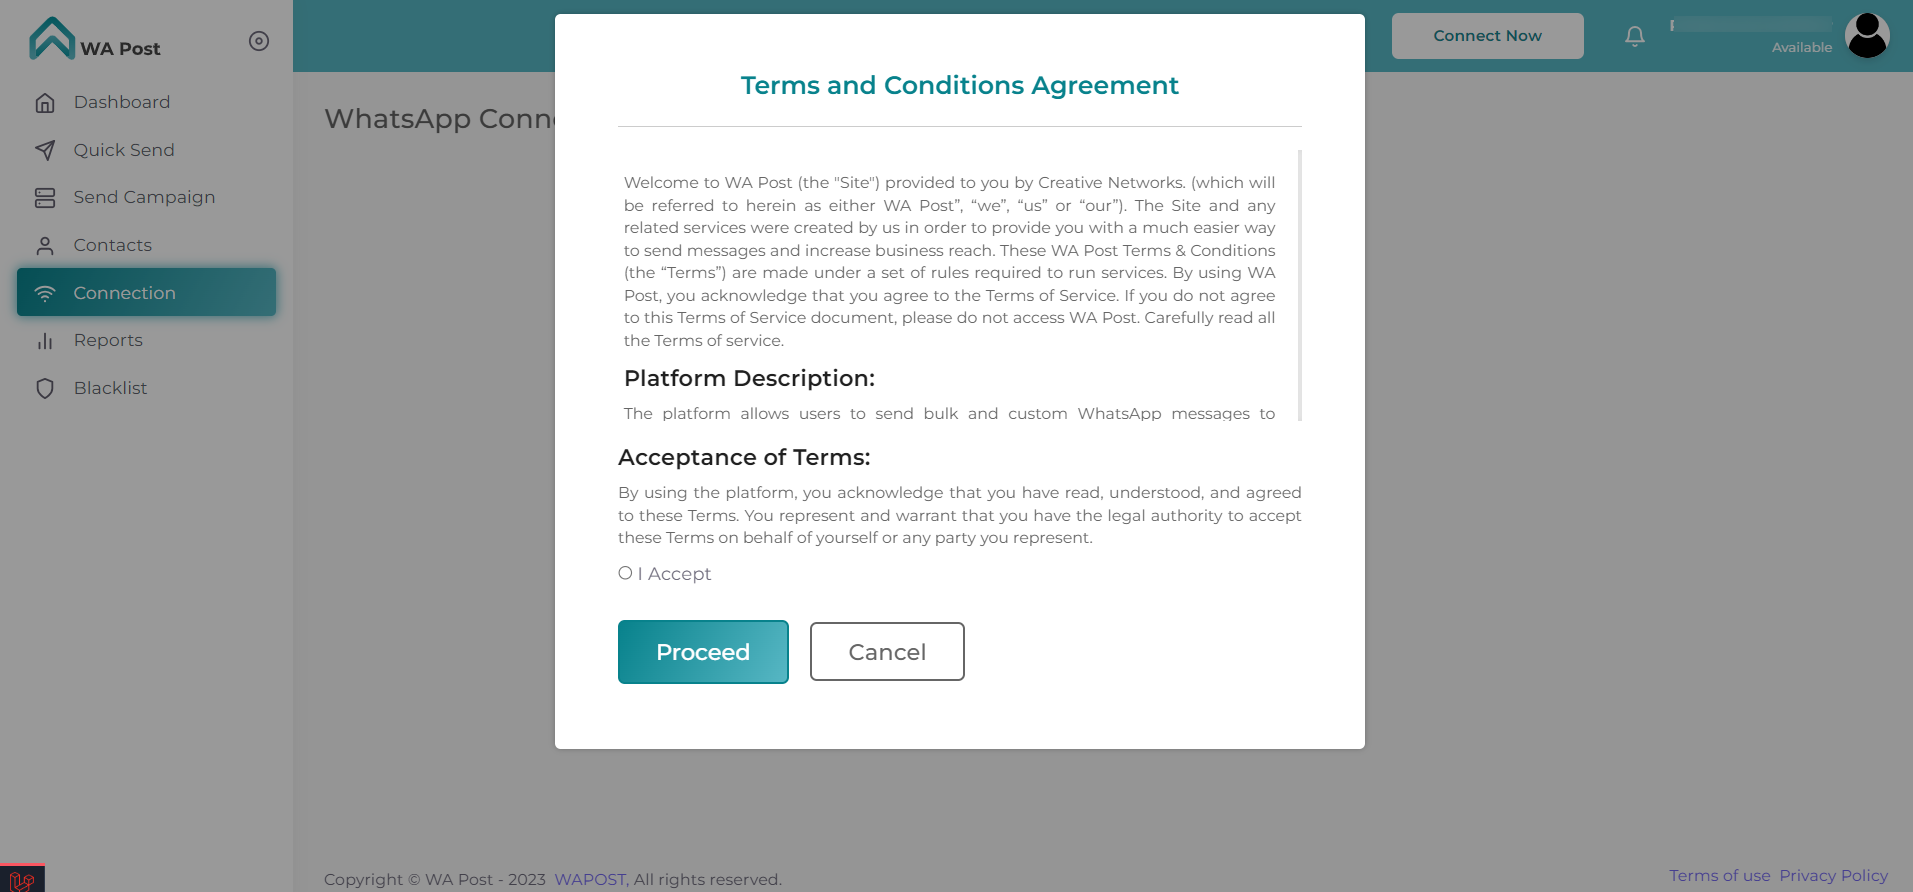 WA Post
Dashboard
Quick Send
Send Campaign
Contacts
Connection
Reports
Blacklist
Connect Now
Available
WhatsApp
Terms and Conditions Agreement
Welcome to WA Post (the "Site") provided to you by Creative Networks. (which will
be referred to herein as either WA Post”, “we”, “us” or “our”). The Site and any
related services were created by us in order to provide you with a much easier way
to send messages and increase business reach. These WA Post Terms & Conditions
(the “Terms”) are made under a set of rules required to run services. By using WA
Post, you acknowledge that you agree to the Terms of Service. If you do not agree
to this Terms of Service document, please do not access WA Post. Carefully read all
the Terms of service.
Platform Description:
The platform allows users to send bulk and custom WhatsApp messages to
Acceptance of Terms:
By using the platform, you acknowledge that you have read, understood, and agreed
to these Terms. You represent and warrant that you have the legal authority to accept
these Terms on behalf of yourself or any party you represent.
I Accept
Proceed
Cancel
Copyright © WA Post - 2023 WAPOST, All rights reserved.
Terms of use Privacy Policy